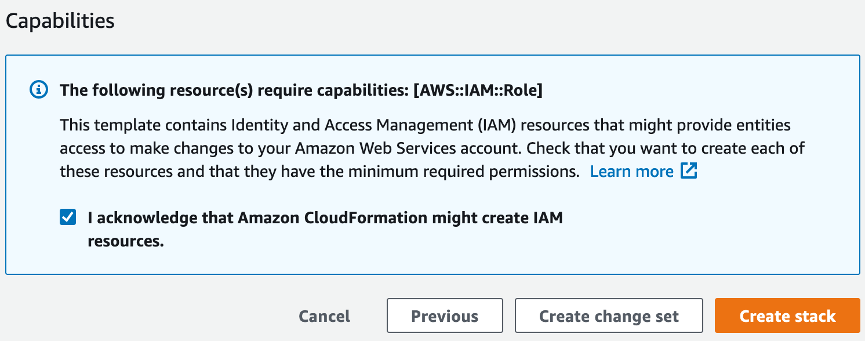 Capabilities
The following resource(s) require capabilities: [AWS::IAM::Role]
This template contains Identity and Access Management (IAM) resources that might provide entities
access to make changes to your Amazon Web Services account. Check that you want to create each of
these resources and that they have the minimum required permissions. Learn more
I acknowledge that Amazon CloudFormation might create IAM
resources.
Cancel Previous Create change set Create stack